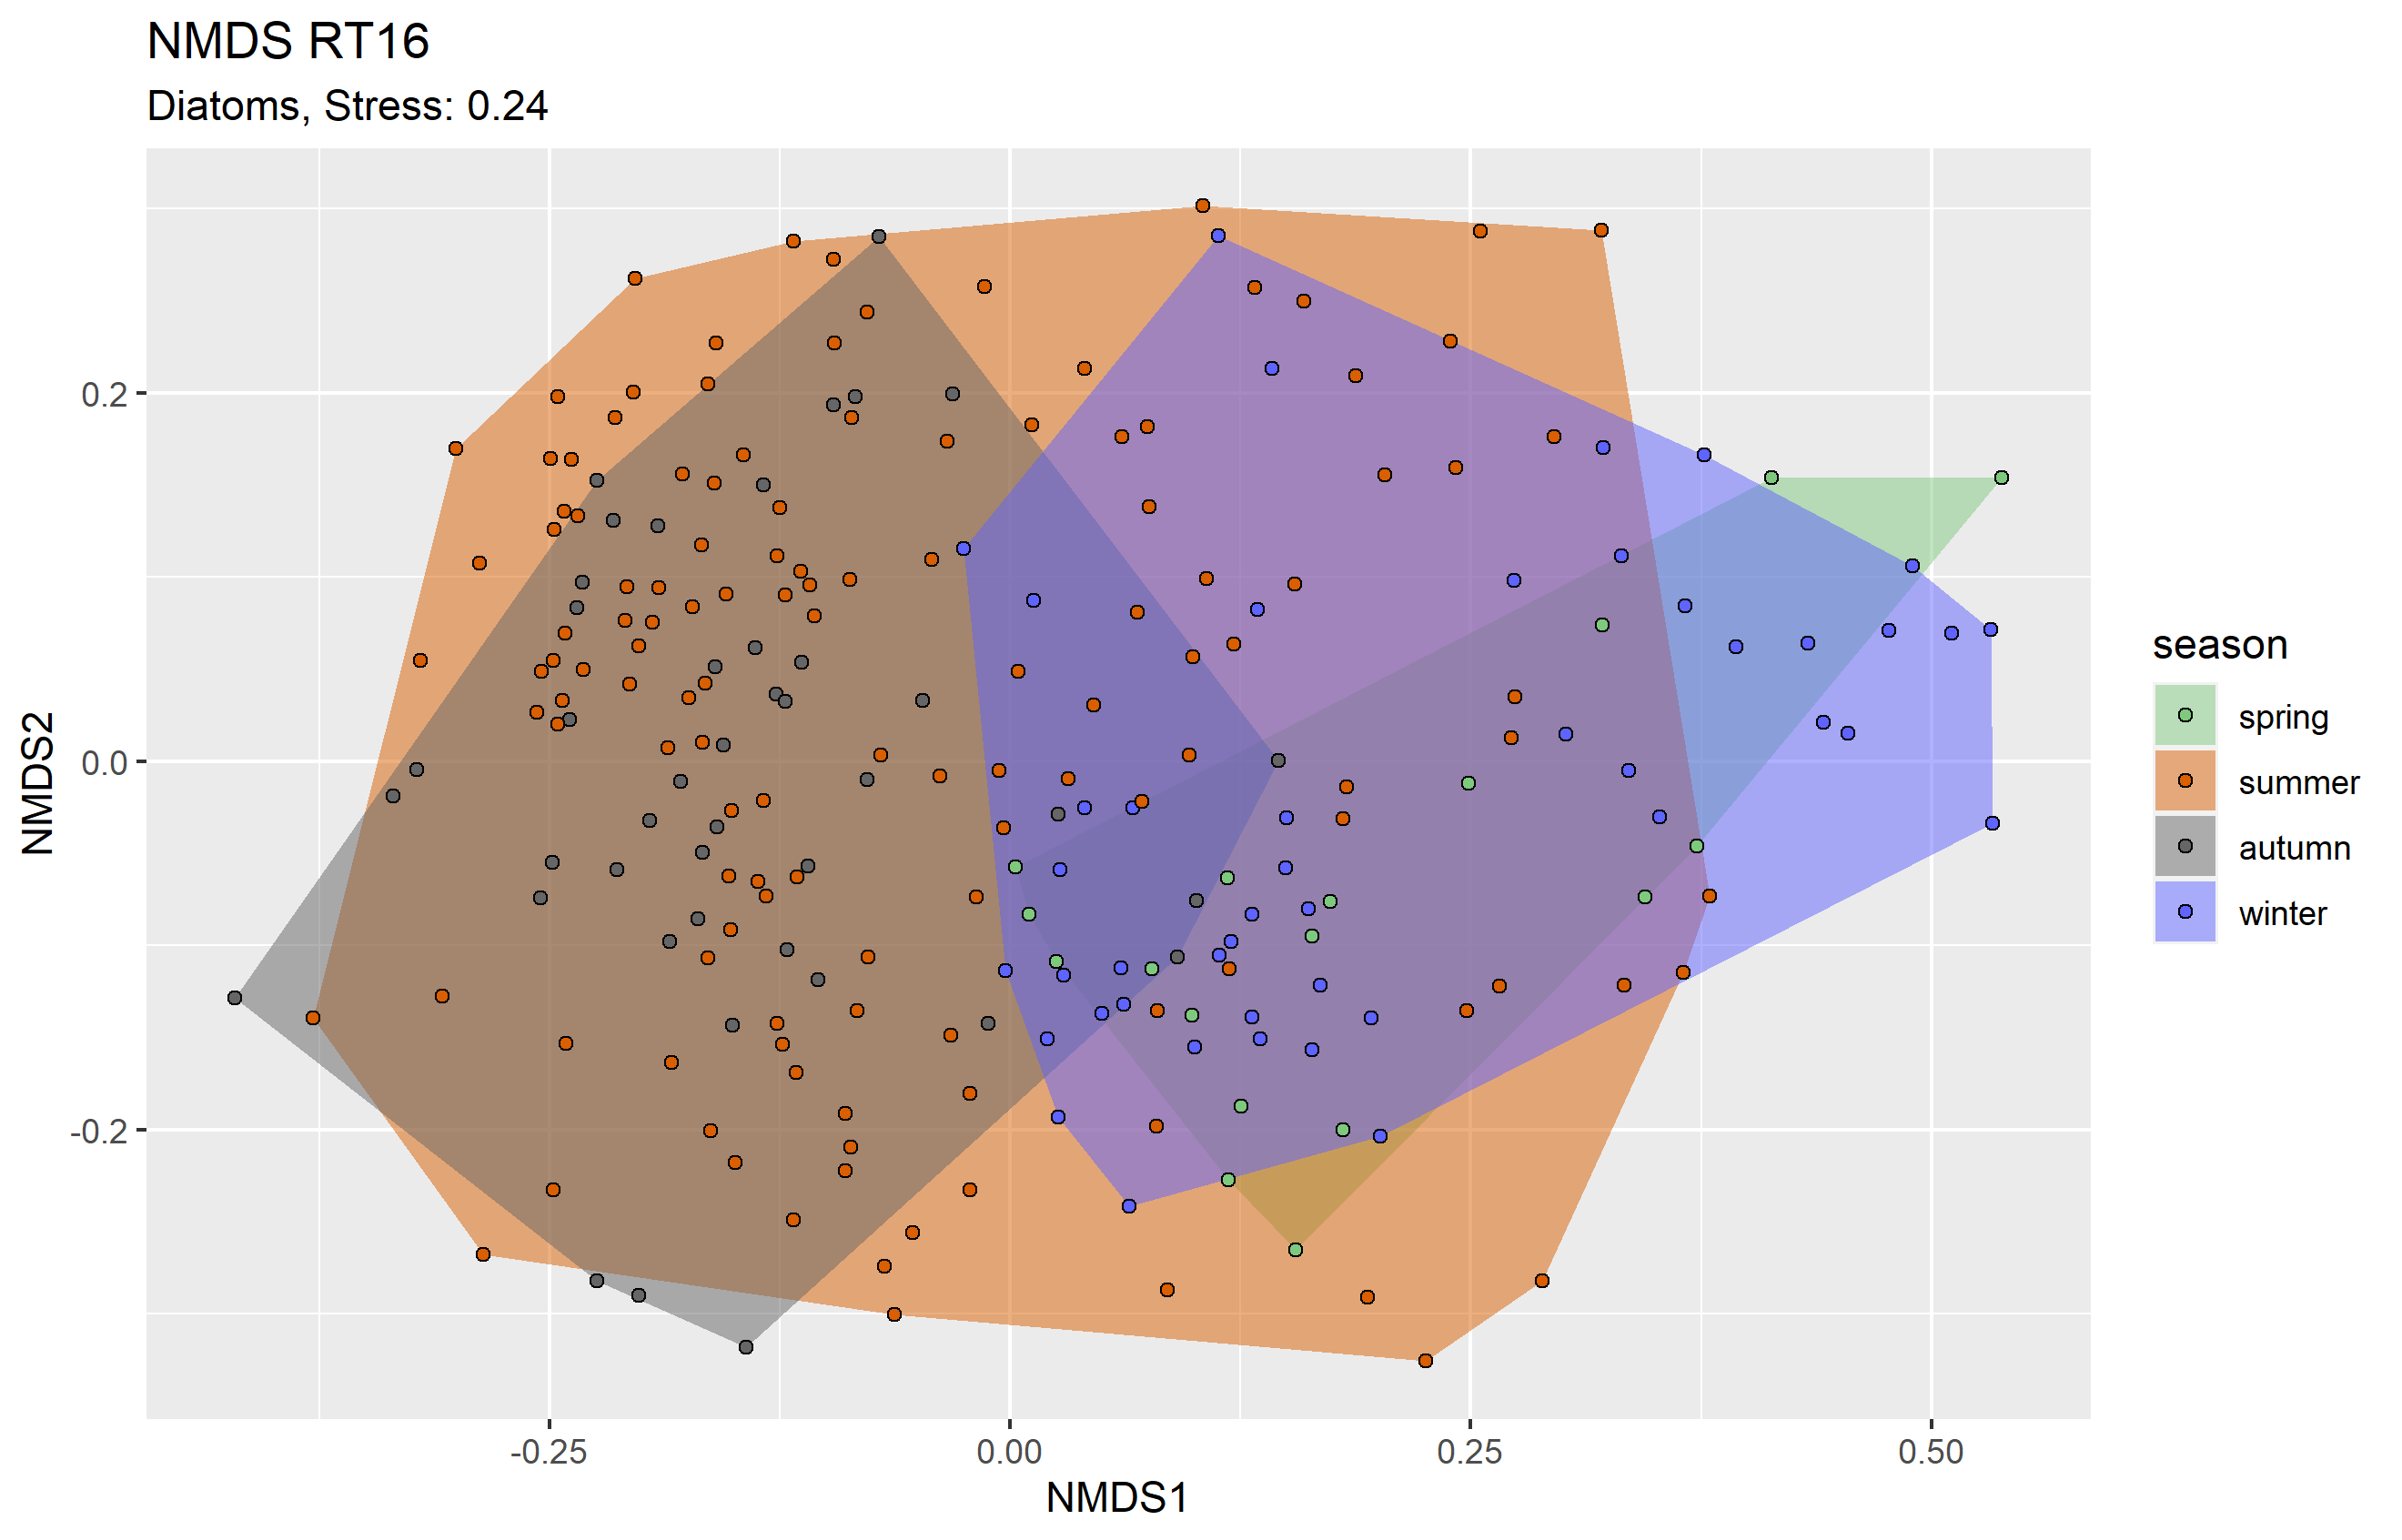 NMDS RT16
Diatoms, Stress: 0.24
NMDS2
0.2
0.0
-0.2
-0.25
0.00
0.25
0.50
NMDS1
season
spring
summer
autumn
winter